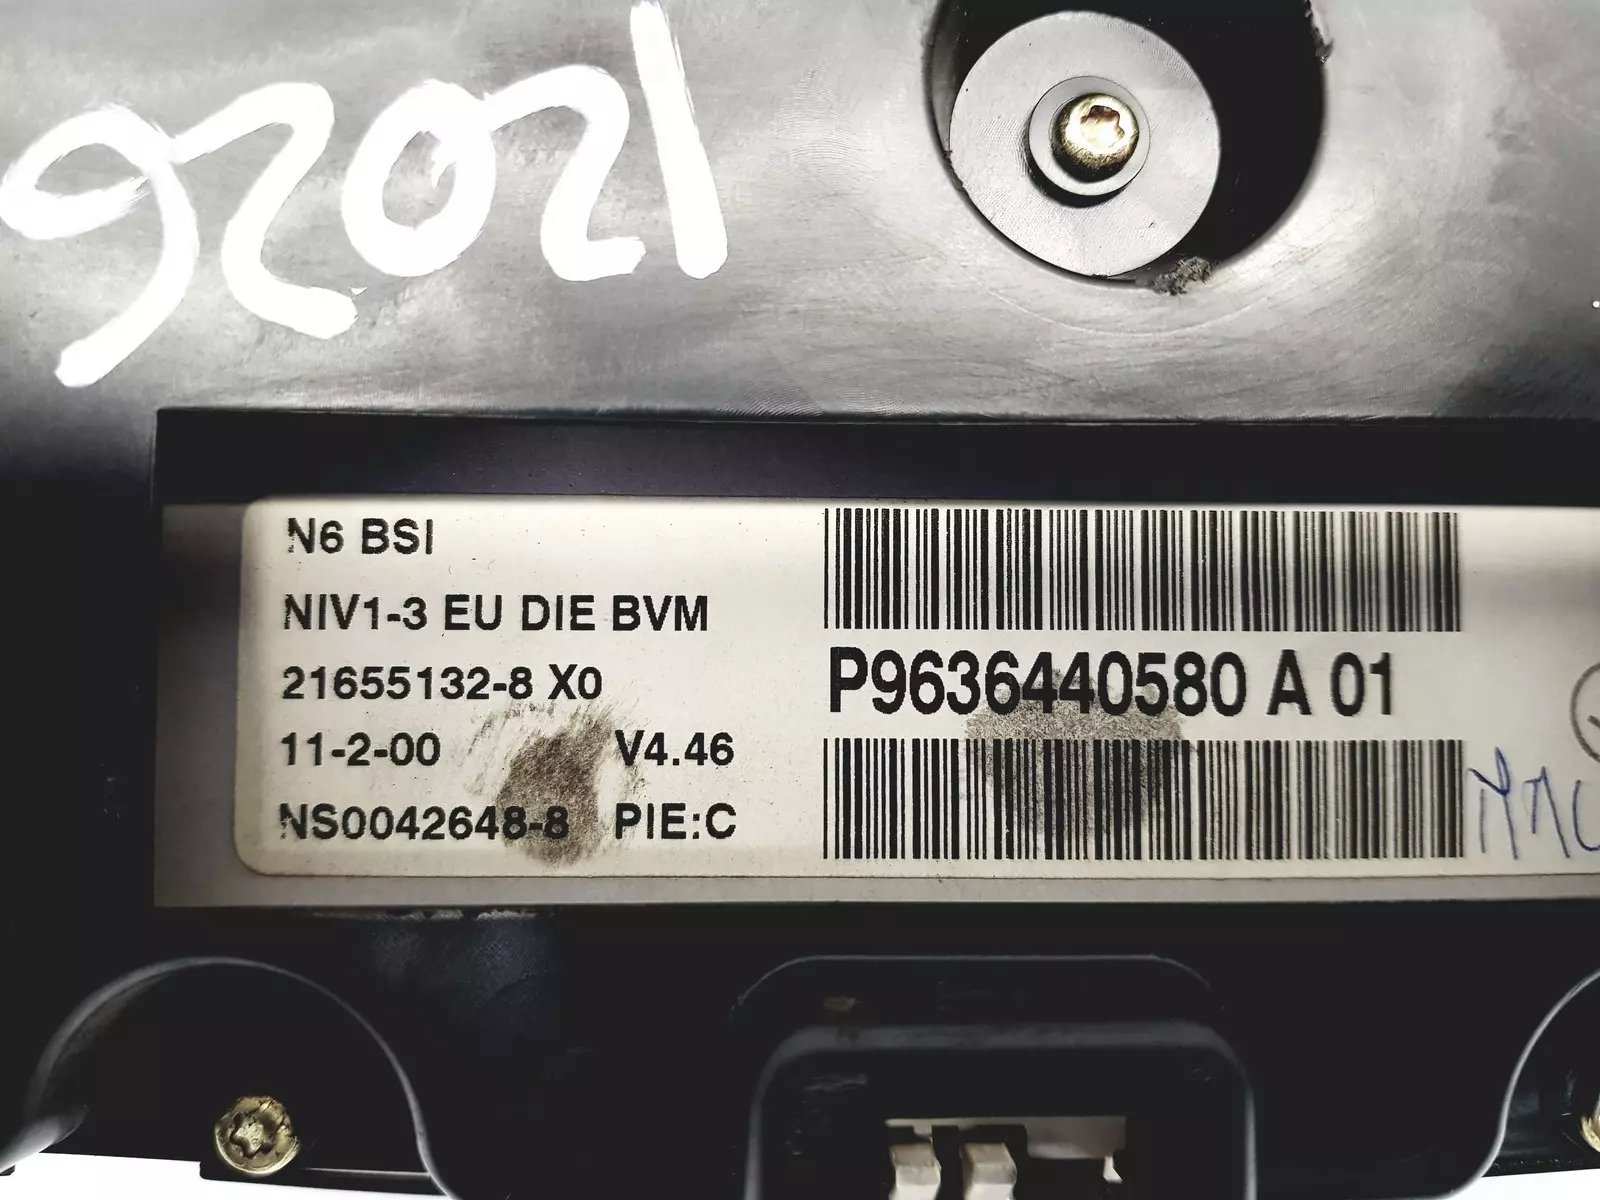 92021
N6 BSI
NIV1-3 EU DIE BVM
21655132-8 X0
11-2-00 V4.46
NS0042648-8 PIE:C
P9636440580 A 01